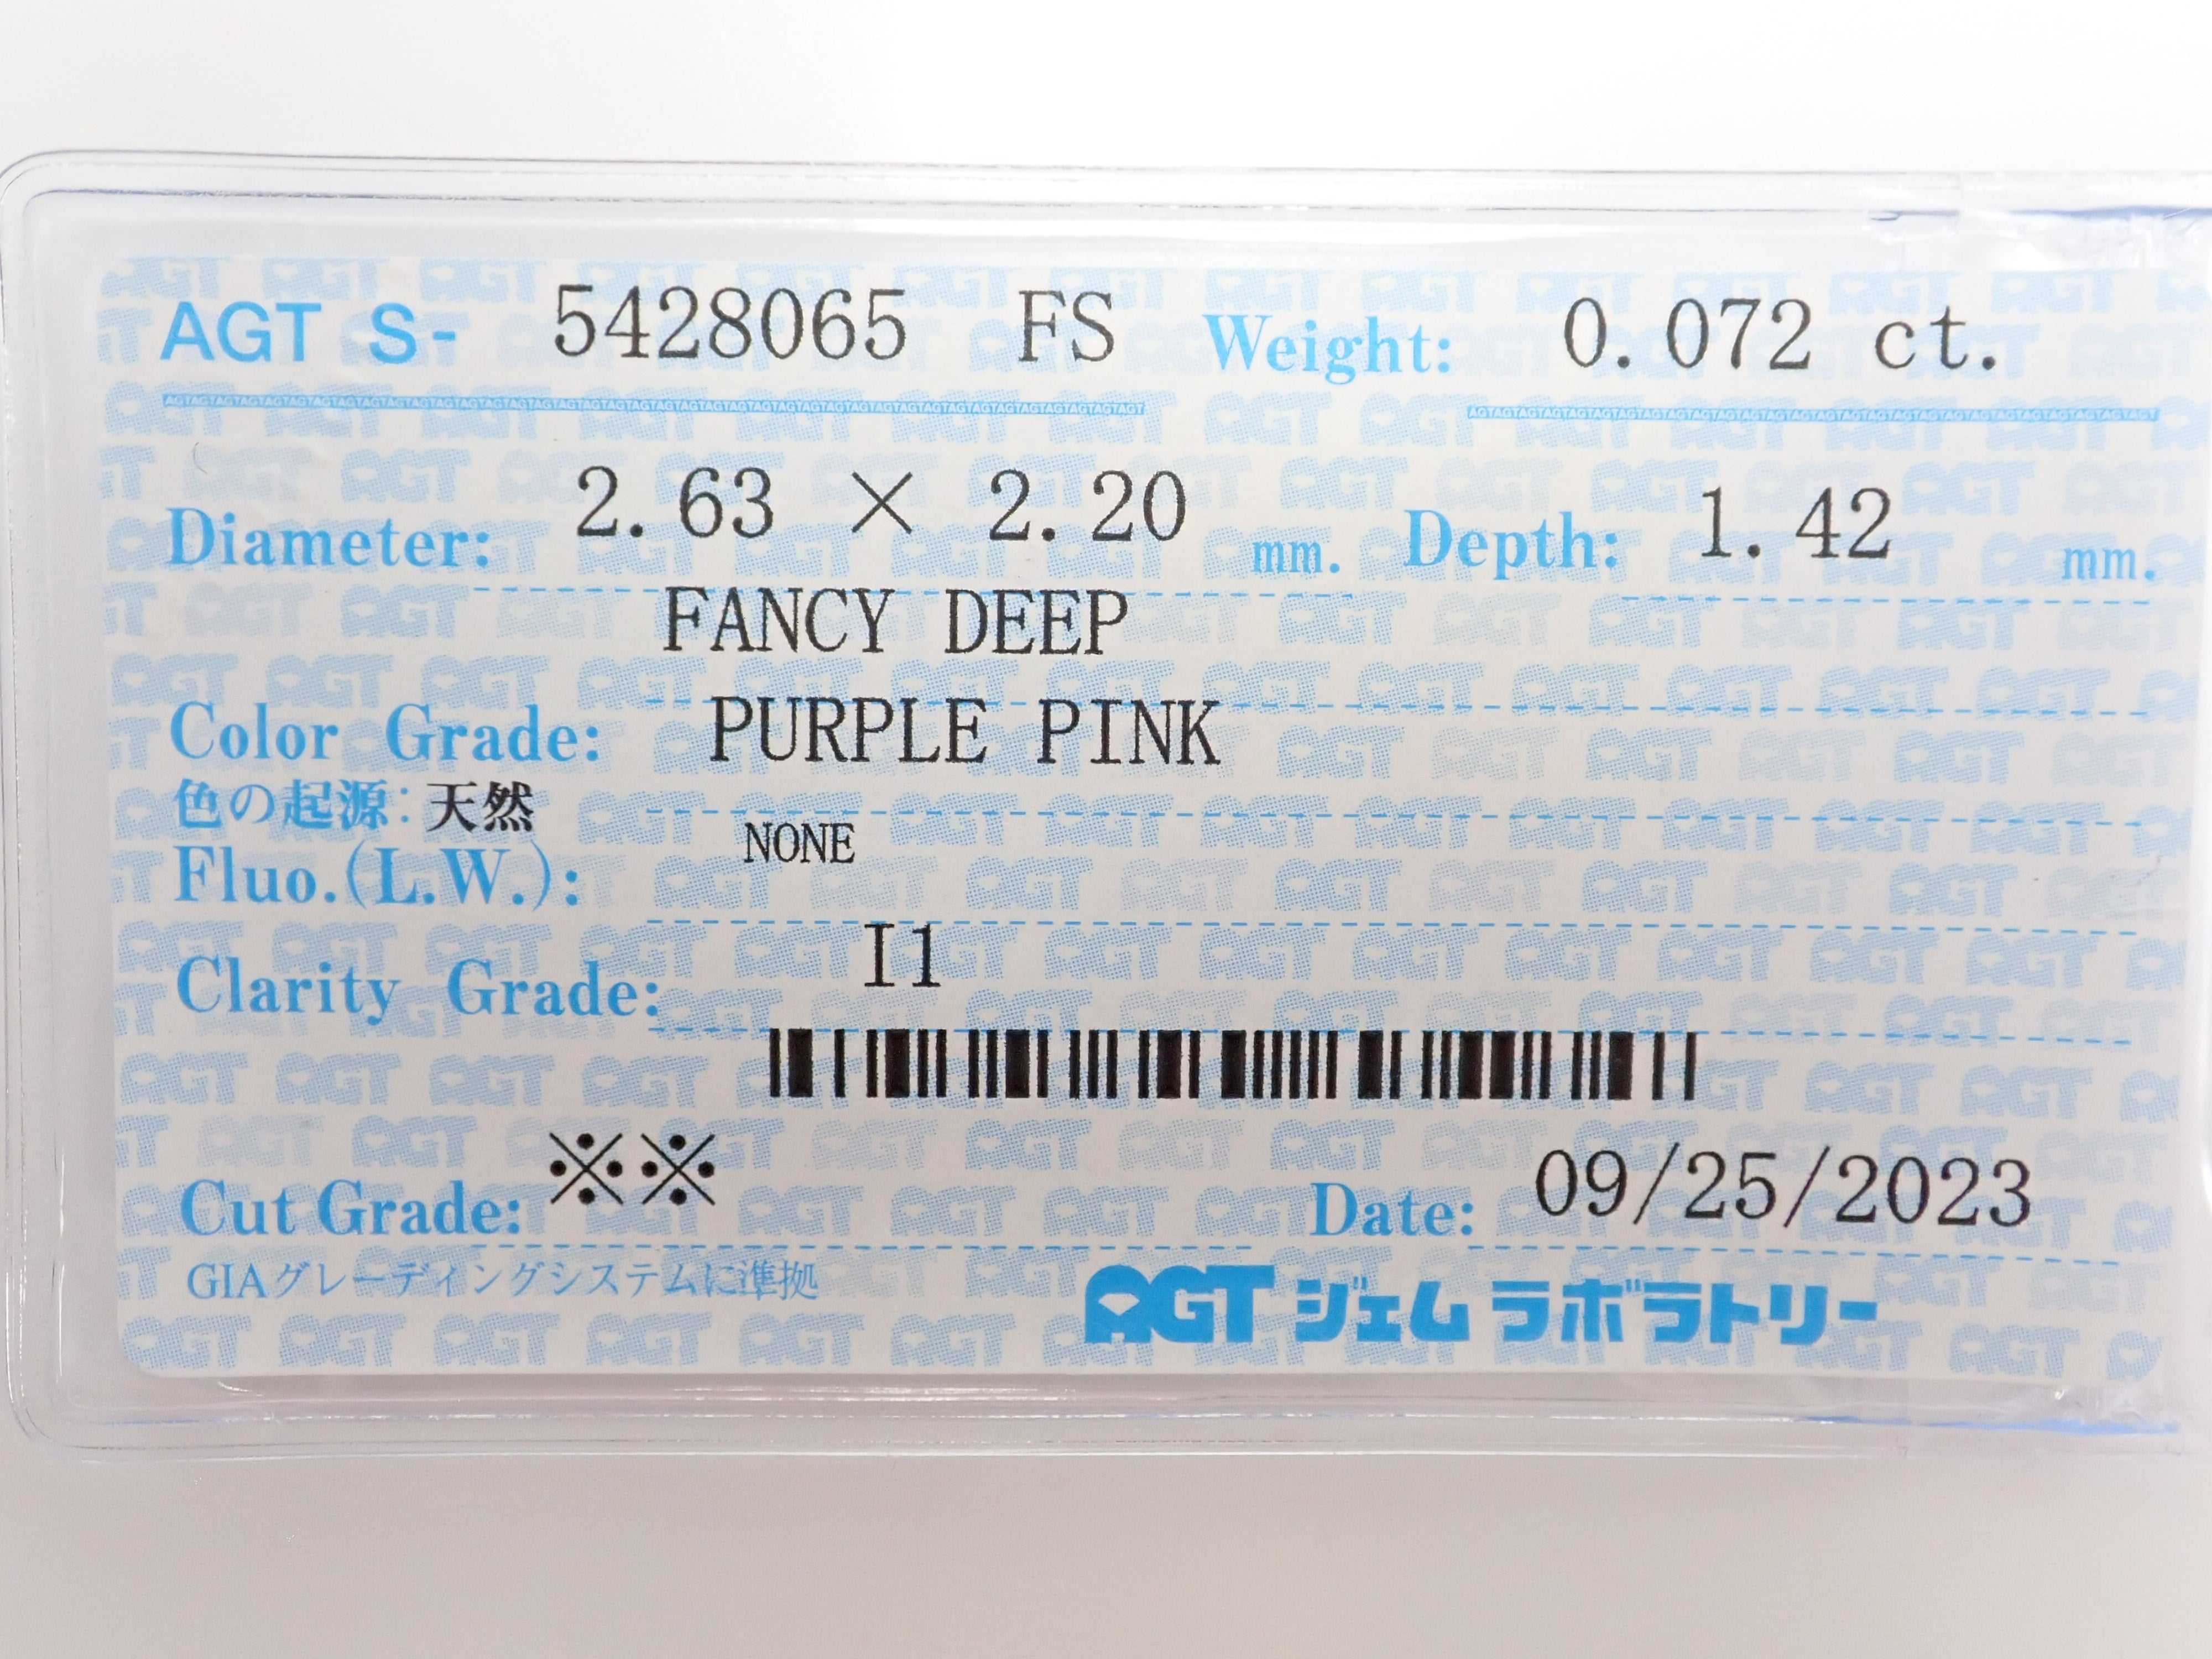 AGT S- 5428065 FS Weight: 0.072 ct.
Diameter: 2.63 × 2.20 mm. Depth: 1.42 mm.
FANCY DEEP
Color Grade: PURPLE PINK
色の起源: 天然
Fluo.(L.W.): NONE
Clarity Grade: I1
Cut Grade: ※※ Date: 09/25/2023
GIAグレーディングシステムに準拠
AGT ジェム ラボラトリー